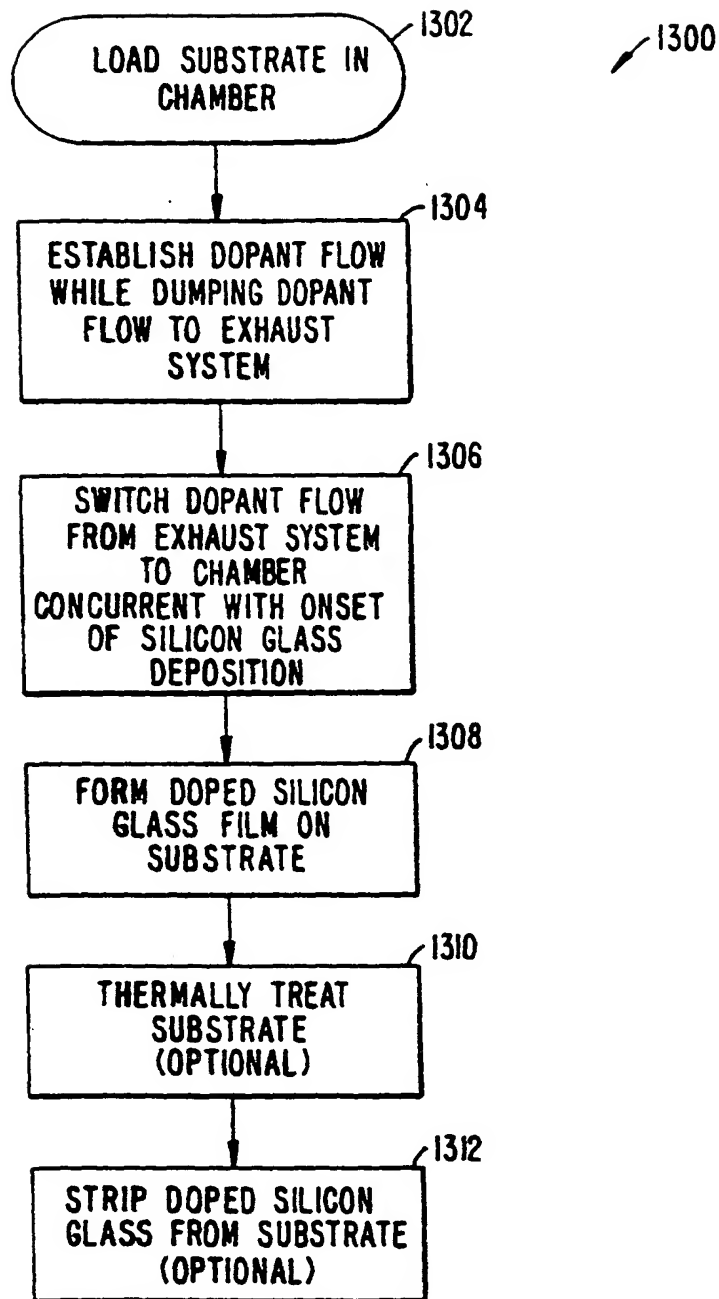 1302
1300
LOAD SUBSTRATE IN
CHAMBER
1304
ESTABLISH DOPANT FLOW
WHILE DUMPING DOPANT
FLOW TO EXHAUST
SYSTEM
1306
SWITCH DOPANT FLOW
FROM EXHAUST SYSTEM
TO CHAMBER
CONCURRENT WITH ONSET
OF SILICON GLASS
DEPOSITION
1308
FORM DOPED SILICON
GLASS FILM ON
SUBSTRATE
1310
THERMALLY TREAT
SUBSTRATE
(OPTIONAL)
1312
STRIP DOPED SILICON
GLASS FROM SUBSTRATE
(OPTIONAL)